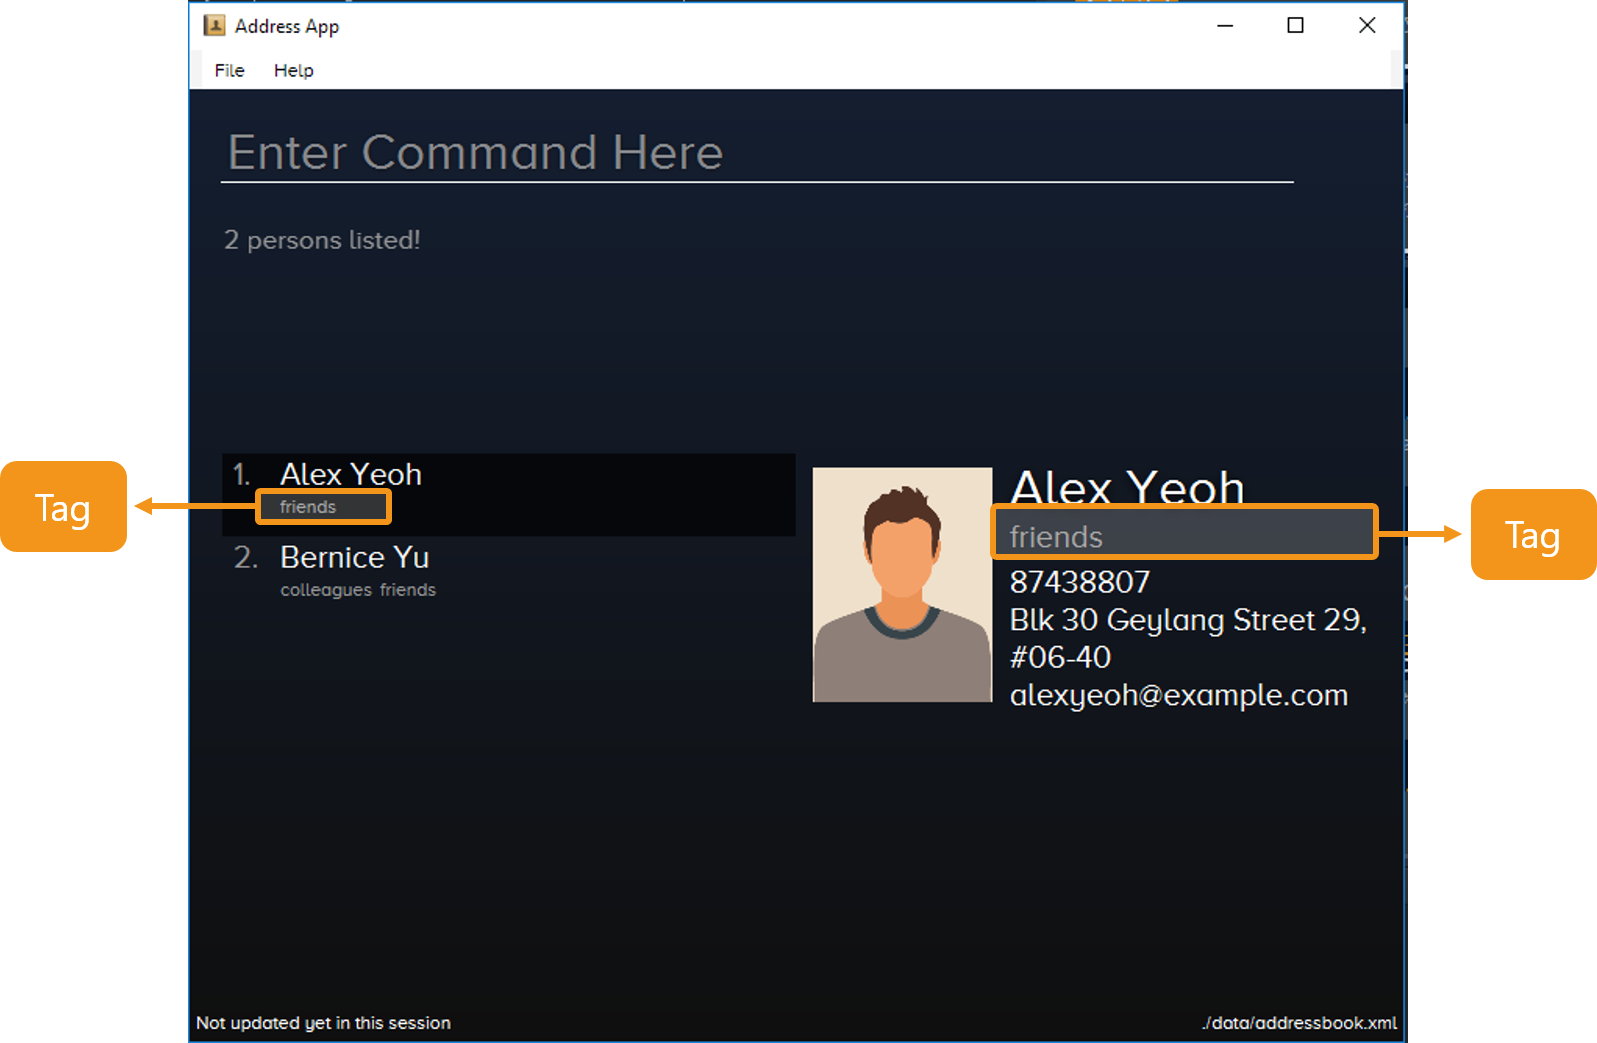 Address App
File Help
Enter Command Here
2 persons listed!
1. Alex Yeoh
friends
2. Bernice Yu
colleagues friends
Alex Yeoh
friends
87438807
Blk 30 Geylang Street 29,
#06-40
alexyeoh@example.com
Tag
Tag
Not updated yet in this session
./data/addressbook.xml